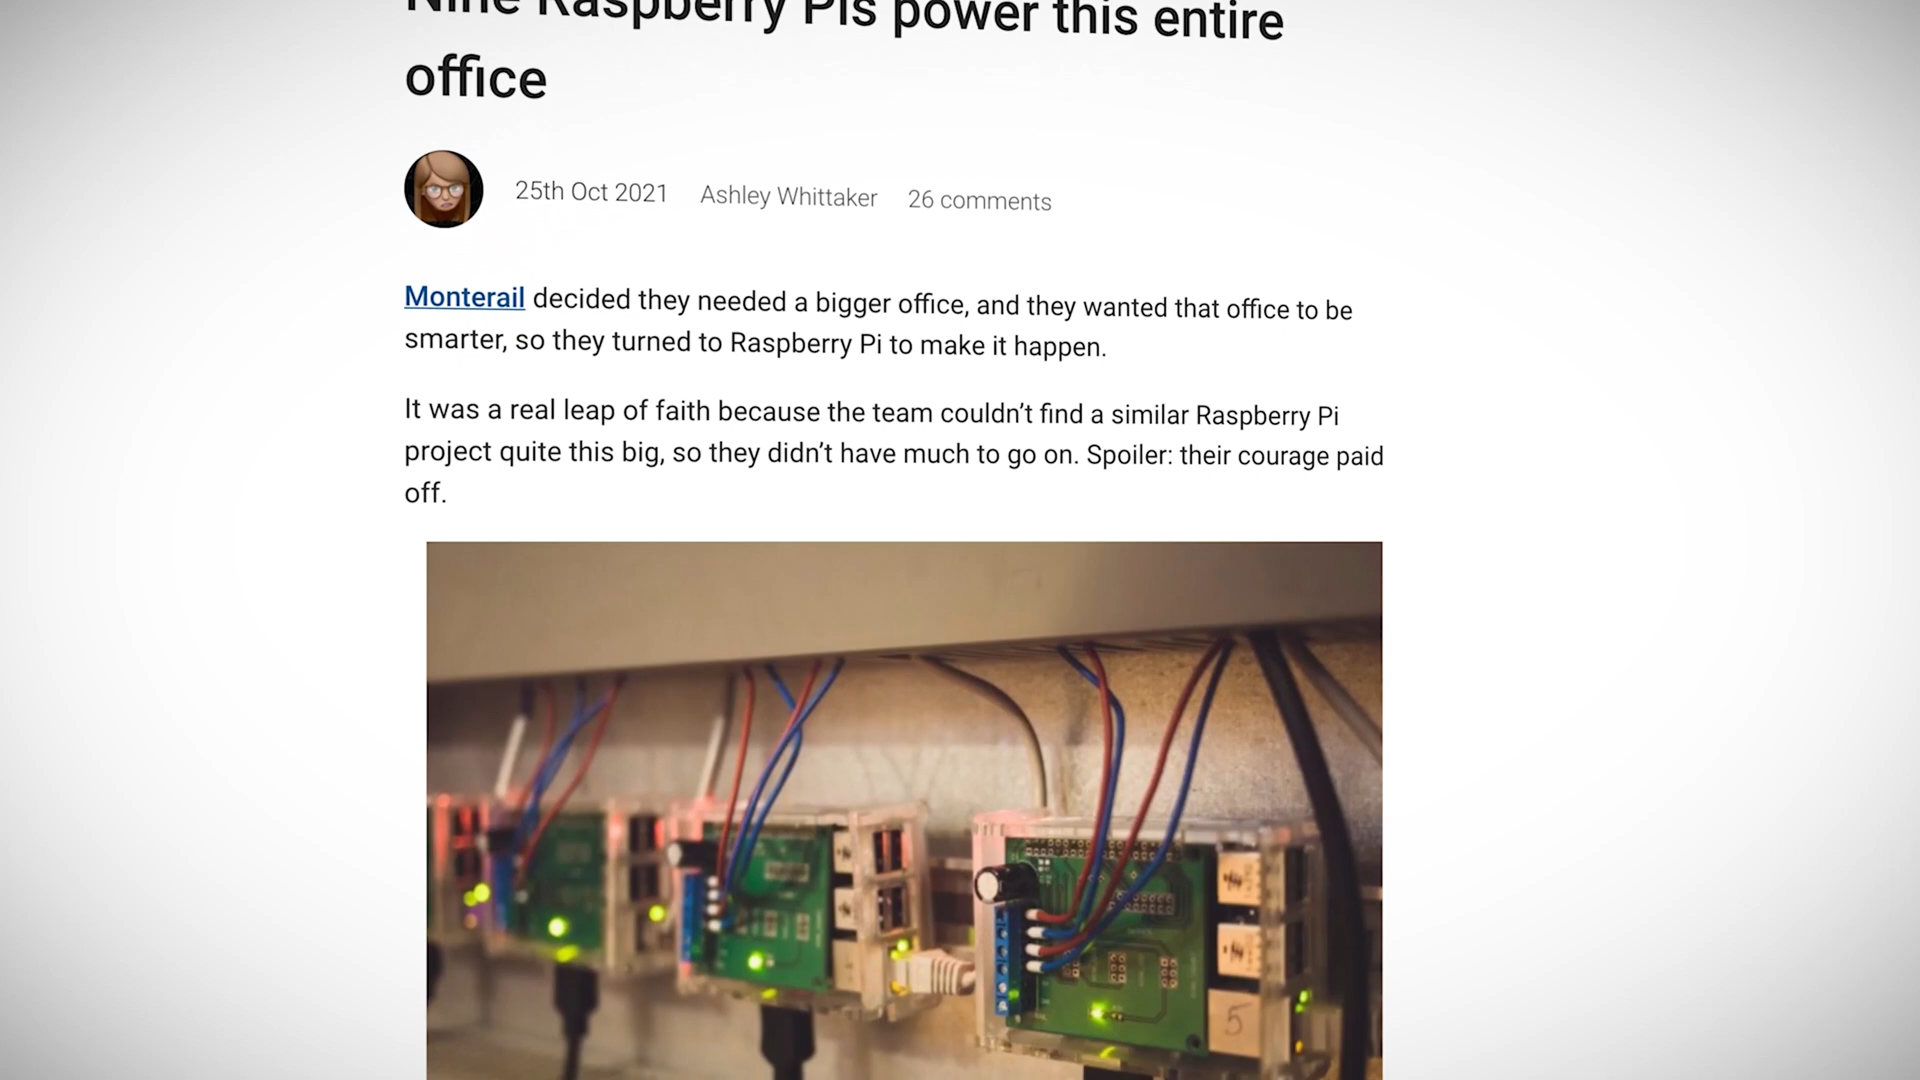 Nine Raspberry Pis power this entire
office
25th Oct 2021 Ashley Whittaker 26 comments
Monterail decided they needed a bigger office, and they wanted that office to be
smarter, so they turned to Raspberry Pi to make it happen.
It was a real leap of faith because the team couldn’t find a similar Raspberry Pi
project quite this big, so they didn’t have much to go on. Spoiler: their courage paid
off.
5